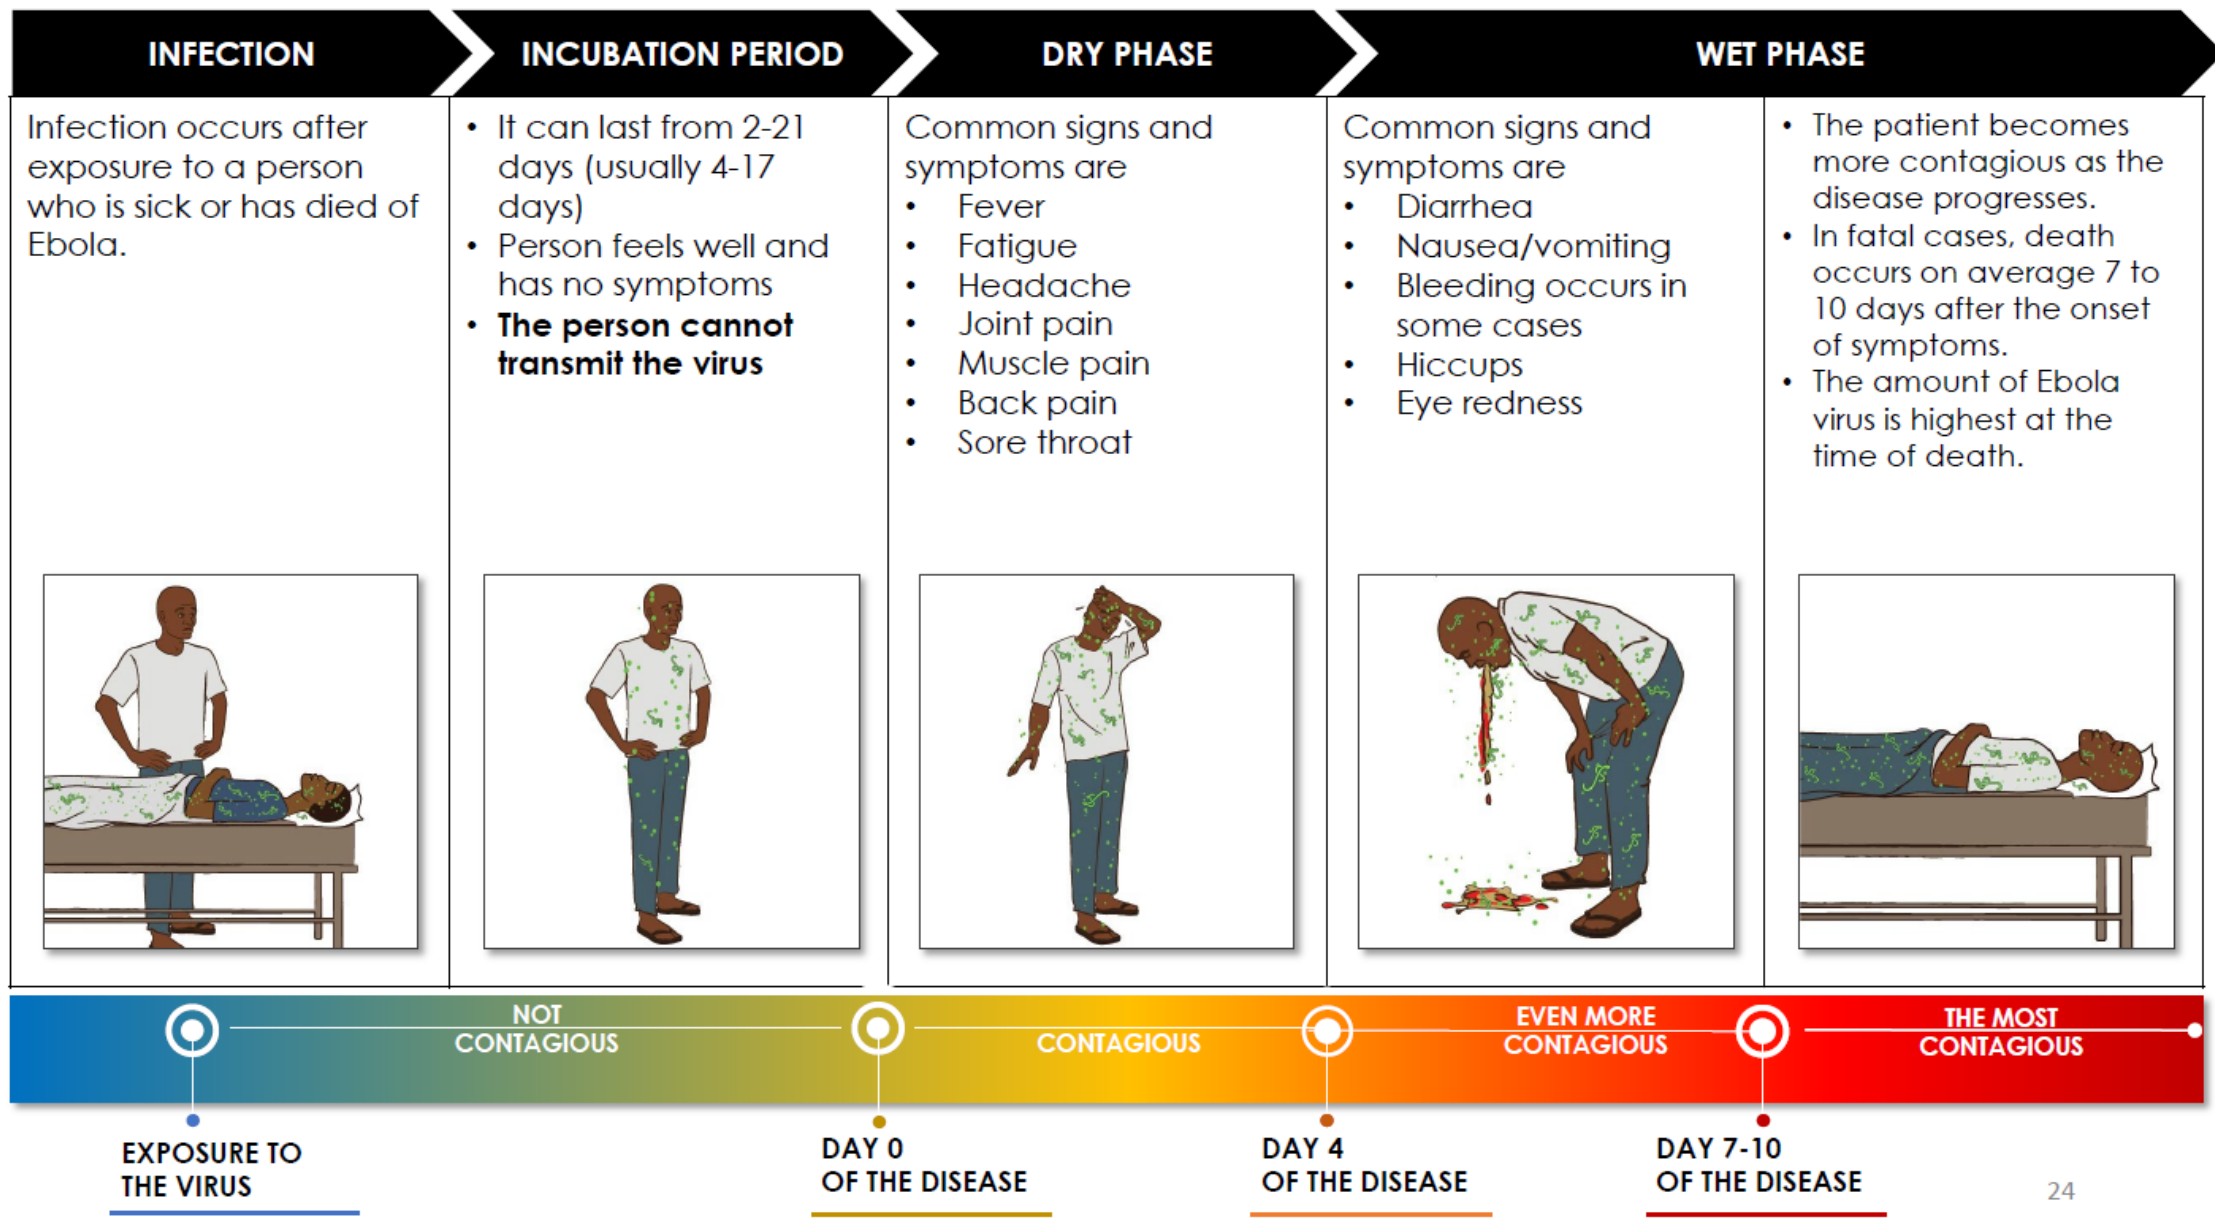 INFECTION
INCUBATION PERIOD
DRY PHASE
WET PHASE
Infection occurs after
exposure to a person
who is sick or has died of
Ebola.
• It can last from 2-21
days (usually 4-17
days)
• Person feels well and
has no symptoms
• The person cannot
transmit the virus
Common signs and
symptoms are
• Fever
• Fatigue
• Headache
• Joint pain
• Muscle pain
• Back pain
• Sore throat
Common signs and
symptoms are
• Diarrhea
• Nausea/vomiting
• Bleeding occurs in
some cases
• Hiccups
• Eye redness
• The patient becomes
more contagious as the
disease progresses.
• In fatal cases, death
occurs on average 7 to
10 days after the onset
of symptoms.
• The amount of Ebola
virus is highest at the
time of death.
NOT
CONTAGIOUS
CONTAGIOUS
EVEN MORE
CONTAGIOUS
THE MOST
CONTAGIOUS
EXPOSURE TO
THE VIRUS
DAY 0
OF THE DISEASE
DAY 4
OF THE DISEASE
DAY 7-10
OF THE DISEASE
24